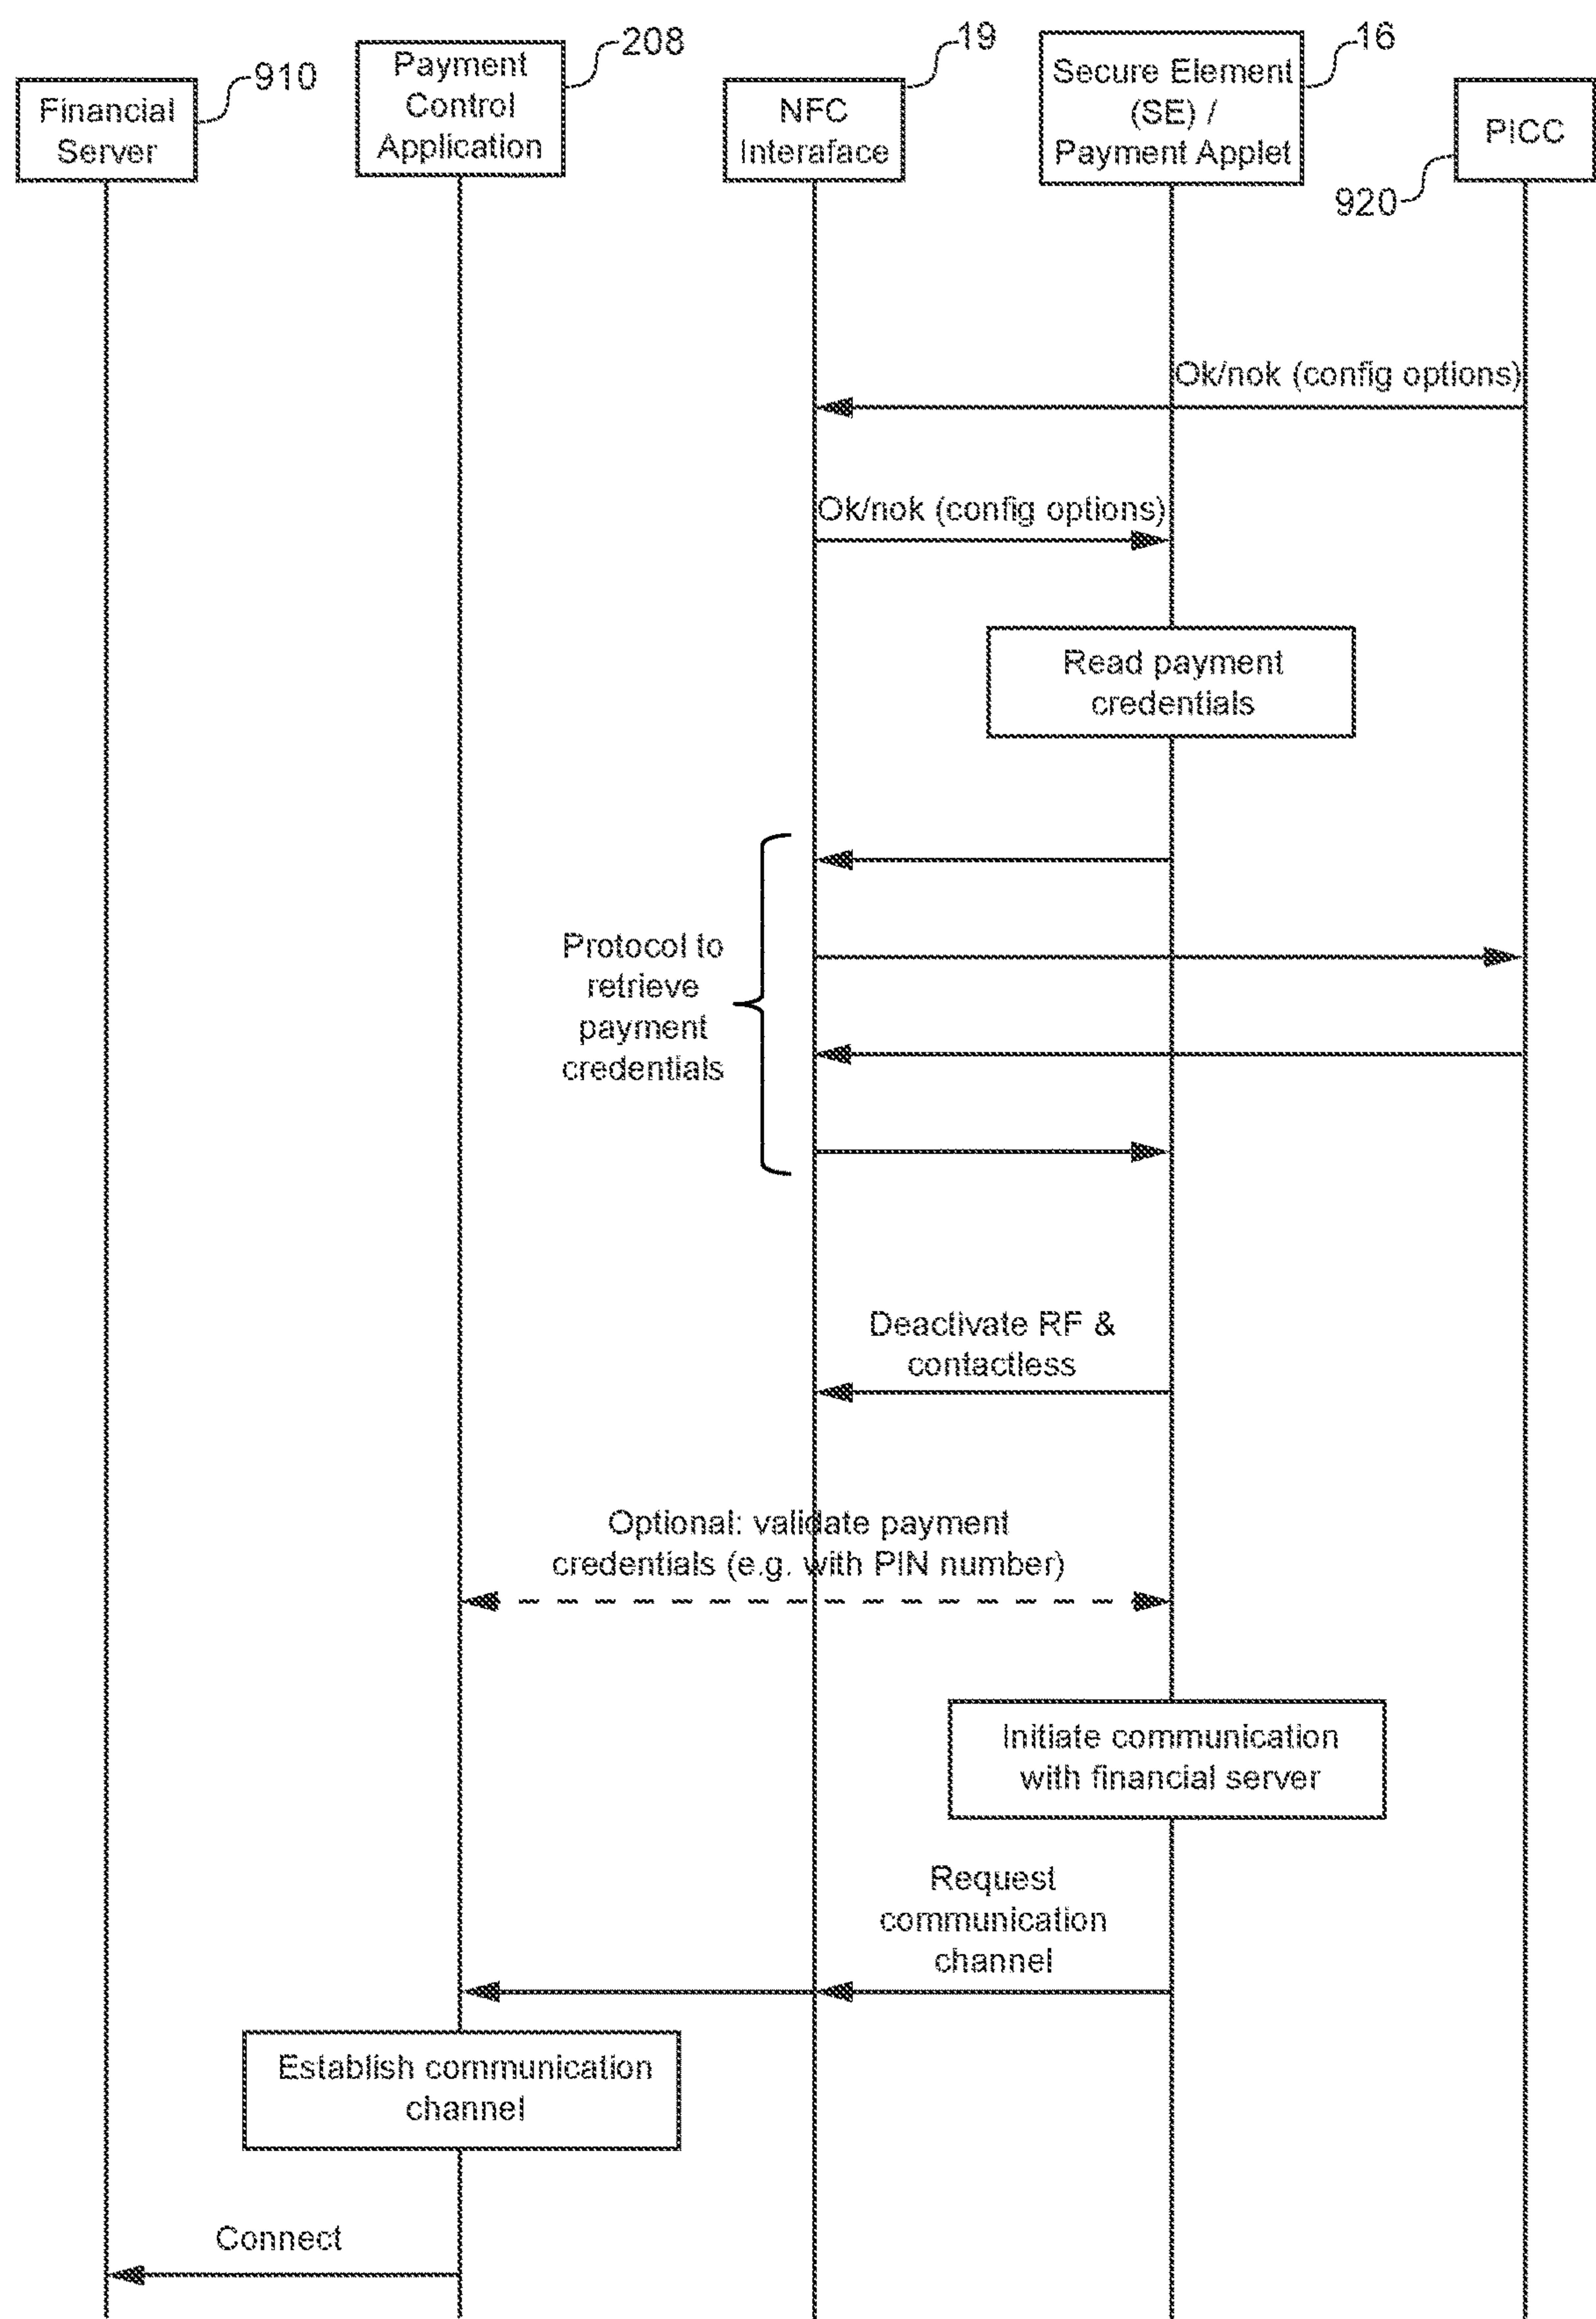 Financial
Server
910
Payment
Control
Application
208
NFC
Interaface
19
Secure Element
(SE) /
Payment Applet
16
PICC
920
Ok/nok (config options)
Ok/nok (config options)
Read payment
credentials
Protocol to
retrieve
payment
credentials
Deactivate RF &
contactless
Optional: validate payment
credentials (e.g. with PIN number)
Initiate communication
with financial server
Request
communication
channel
Establish communication
channel
Connect